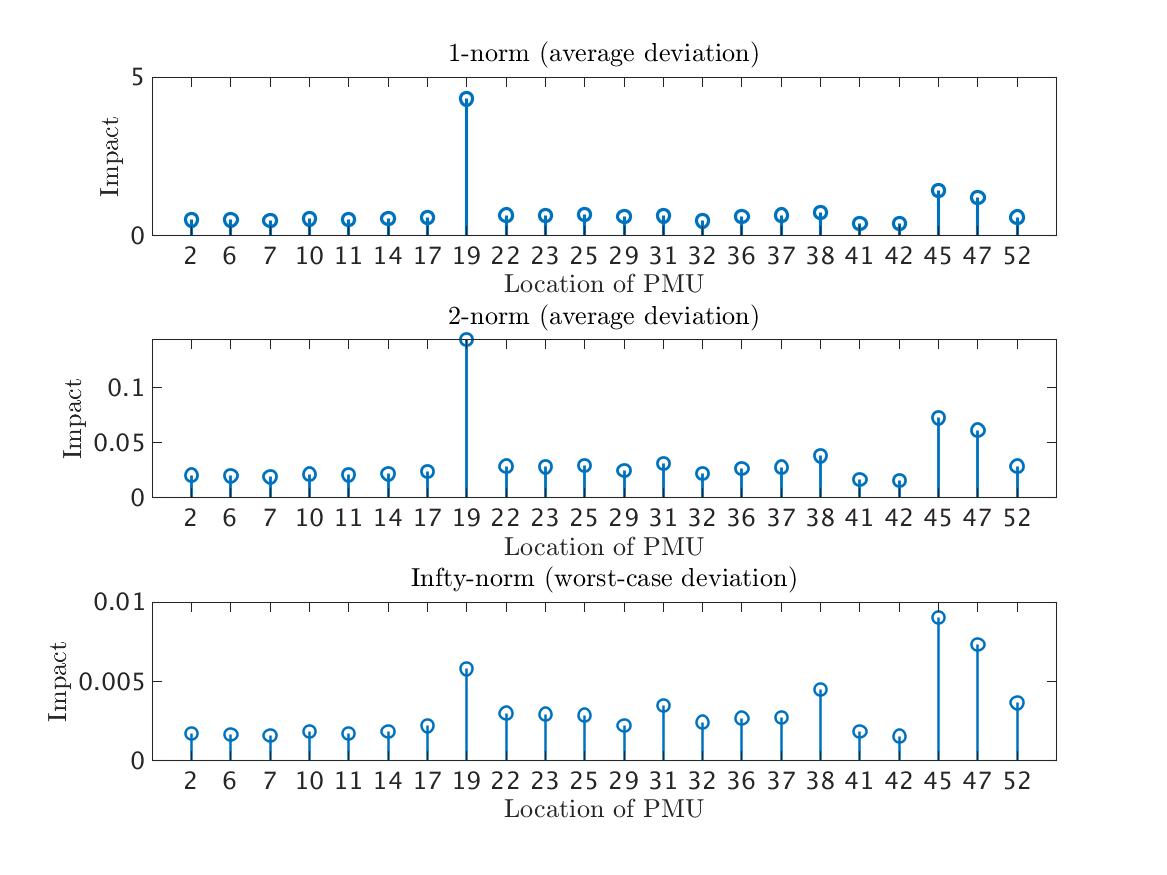 1-norm (average deviation)
5
Impact
0
2 6 7 10 11 14 17 19 22 23 25 29 31 32 36 37 38 41 42 45 47 52
Location of PMU
2-norm (average deviation)
0.1
Impact
0.05
0
2 6 7 10 11 14 17 19 22 23 25 29 31 32 36 37 38 41 42 45 47 52
Location of PMU
Infty-norm (worst-case deviation)
0.01
Impact
0.005
0
2 6 7 10 11 14 17 19 22 23 25 29 31 32 36 37 38 41 42 45 47 52
Location of PMU